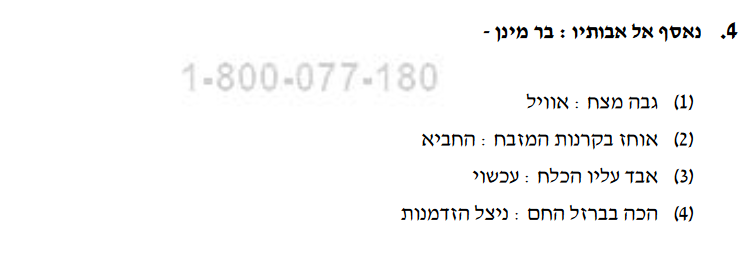 4. נאסף אל אבותיו : בר מינן -
1-800-077-180
(1) גבה מצח : אוויל
(2) אוחז בקרנות המזבח : החביא
(3) אבד עליו הכלח : עכשוי
(4) הכה בברזל החם : ניצל הזדמנות